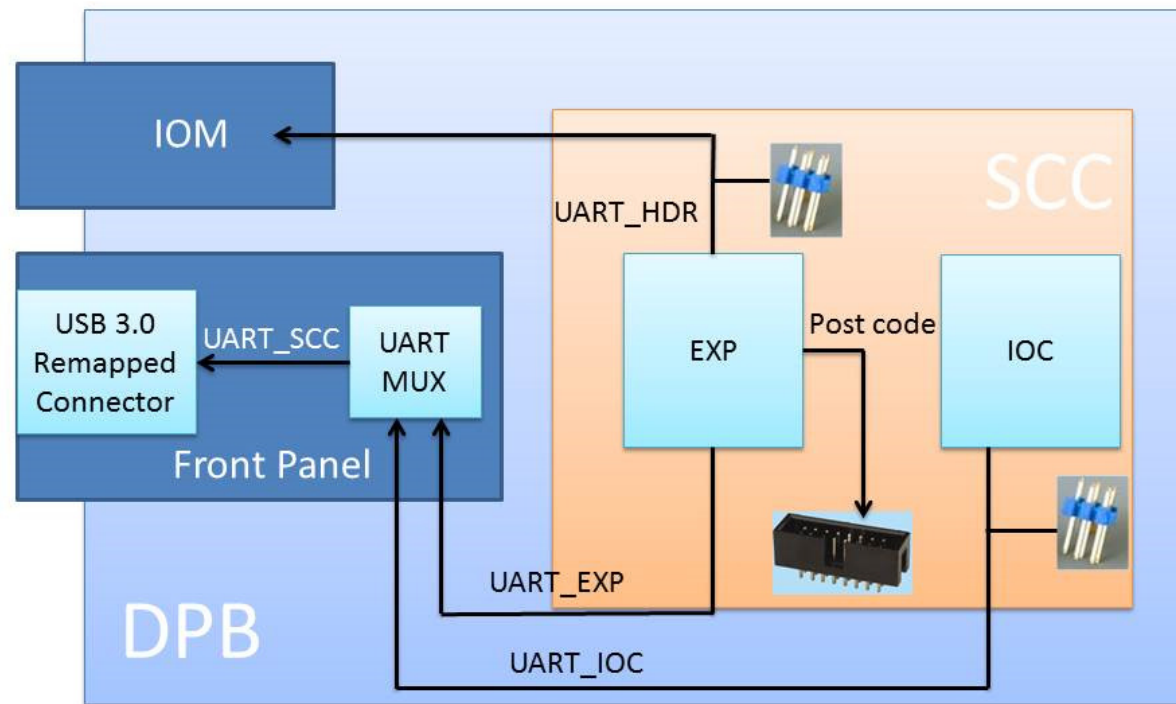 IOM
SCC
UART_HDR
USB 3.0
Remapped
Connector
UART_SCC
UART
MUX
EXP
Post code
IOC
Front Panel
UART_EXP
DPB
UART_IOC